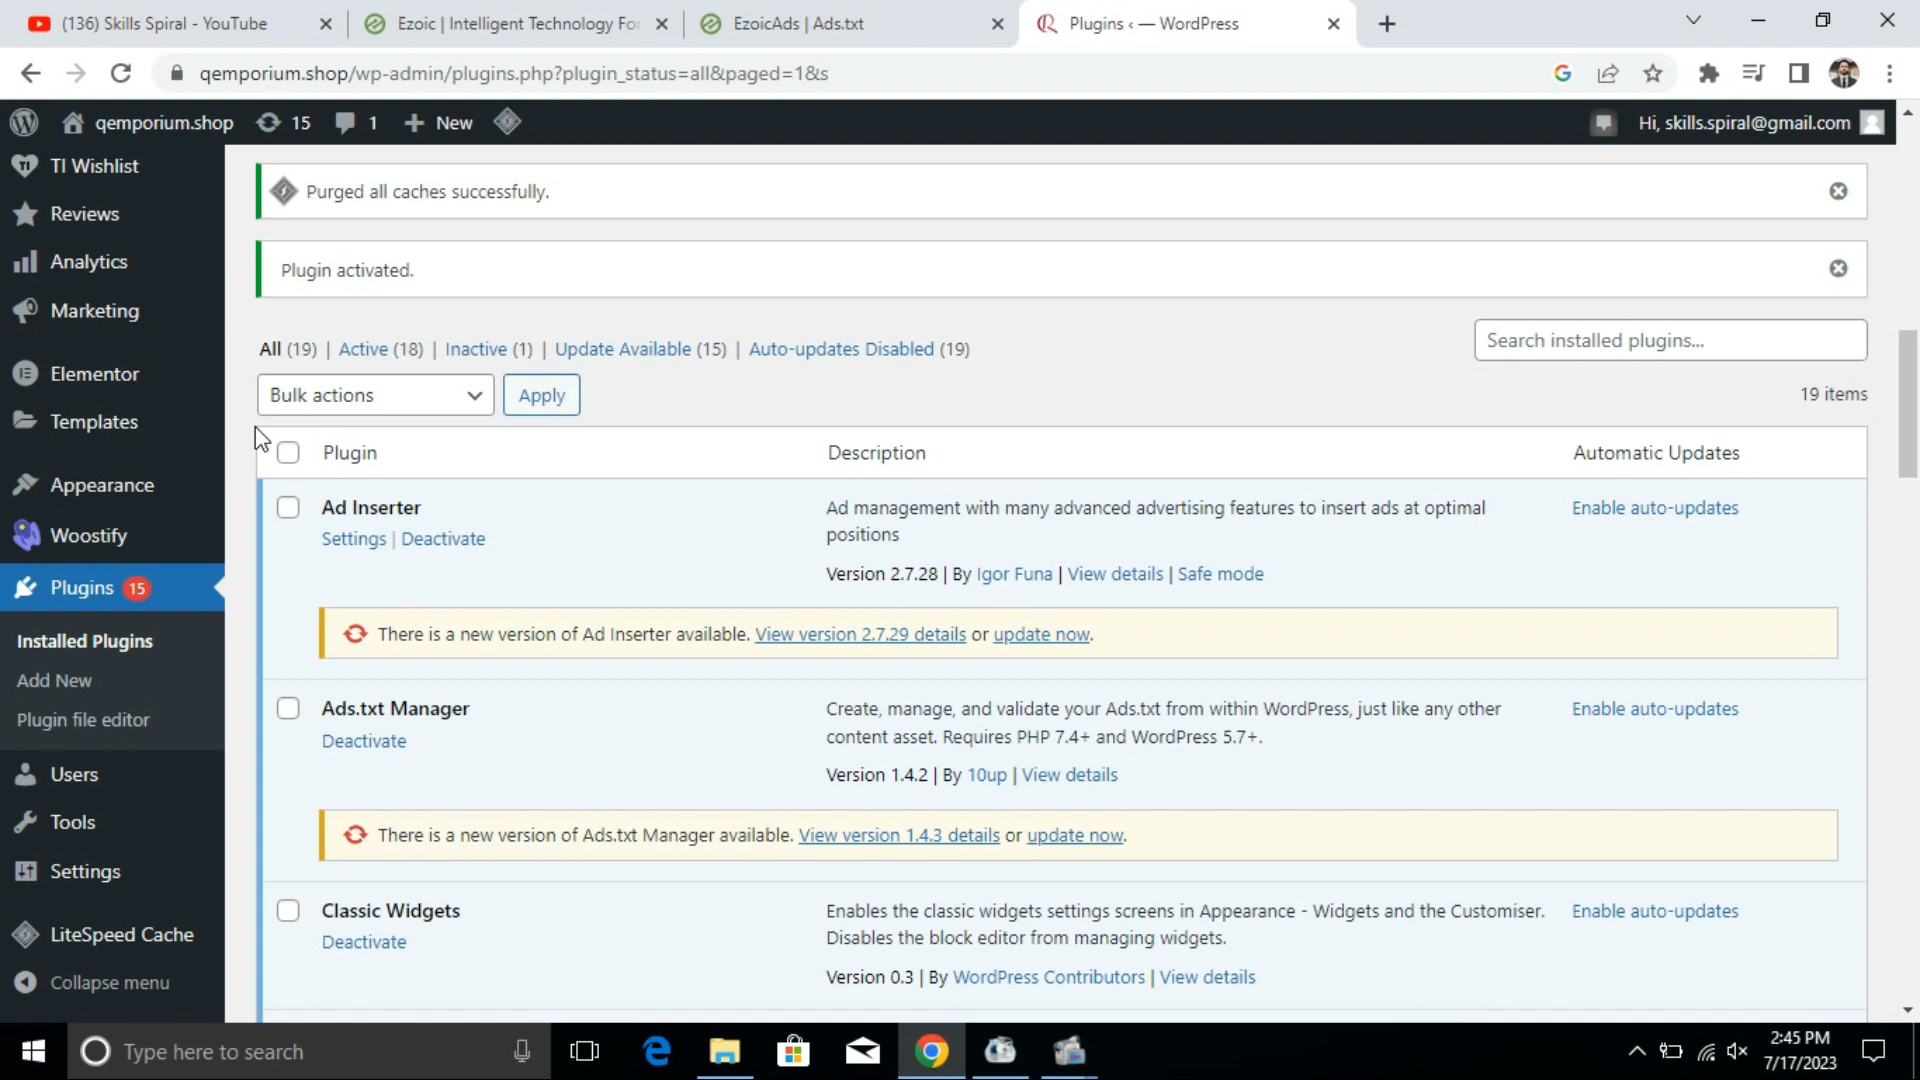 (136) Skills Spiral - YouTube
Ezoic | Intelligent Technology For
EzoicAds | Ads.txt
Plugins ‹ — WordPress
qemporium.shop/wp-admin/plugins.php?plugin_status=all&paged=1&s
qemporium.shop 15 1 New
Hi, skills.spiral@gmail.com
TI Wishlist
Reviews
Analytics
Marketing
Elementor
Templates
Appearance
Woostify
Plugins 15
Installed Plugins
Add New
Plugin file editor
Users
Tools
Settings
LiteSpeed Cache
Collapse menu
Purged all caches successfully.
Plugin activated.
All (19) | Active (18) | Inactive (1) | Update Available (15) | Auto-updates Disabled (19)
Search installed plugins...
Bulk actions
Apply
19 items
Plugin
Description
Automatic Updates
Ad Inserter
Settings | Deactivate
Ad management with many advanced advertising features to insert ads at optimal
positions
Version 2.7.28 | By Igor Funa | View details | Safe mode
Enable auto-updates
There is a new version of Ad Inserter available. View version 2.7.29 details or update now.
Ads.txt Manager
Deactivate
Create, manage, and validate your Ads.txt from within WordPress, just like any other
content asset. Requires PHP 7.4+ and WordPress 5.7+.
Version 1.4.2 | By 10up | View details
Enable auto-updates
There is a new version of Ads.txt Manager available. View version 1.4.3 details or update now.
Classic Widgets
Deactivate
Enables the classic widgets settings screens in Appearance - Widgets and the Customiser.
Disables the block editor from managing widgets.
Version 0.3 | By WordPress Contributors | View details
Enable auto-updates
Type here to search
2:45 PM
7/17/2023